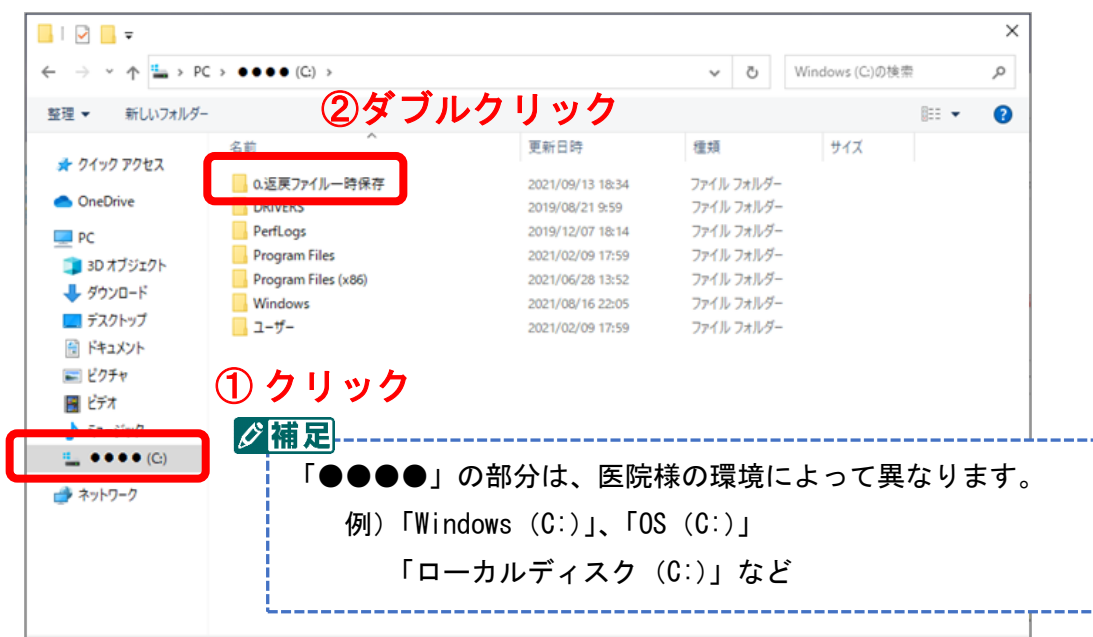 PC > ●●●● (C:) >
Windows (C:)の検索
整理 新しいフォルダー
②ダブルクリック
名前 更新日時 種類 サイズ
0.返戻ファイル一時保存 2021/09/13 18:34 ファイル フォルダー
DRIVERS 2019/08/21 9:59 ファイル フォルダー
PerfLogs 2019/12/07 18:14 ファイル フォルダー
Program Files 2021/02/09 17:59 ファイル フォルダー
Program Files (x86) 2021/06/28 13:52 ファイル フォルダー
Windows 2021/08/16 22:05 ファイル フォルダー
ユーザー 2021/02/09 17:59 ファイル フォルダー
クイック アクセス
OneDrive
PC
3D オブジェクト
ダウンロード
デスクトップ
ドキュメント
ピクチャ
ビデオ
ミュージック
●●●● (C:)
ネットワーク
① クリック
補足
「●●●●」の部分は、医院様の環境によって異なります。
例）「Windows (C:)」、「OS (C:)」
「ローカルディスク (C:)」など